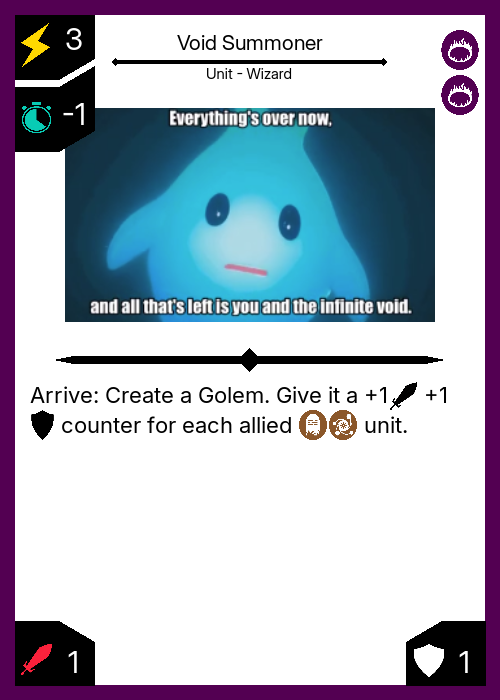 3
Void Summoner
Unit - Wizard
-1
Everything's over now,
and all that's left is you and the infinite void.
Arrive: Create a Golem. Give it a +1 +1
counter for each allied unit.
1
1